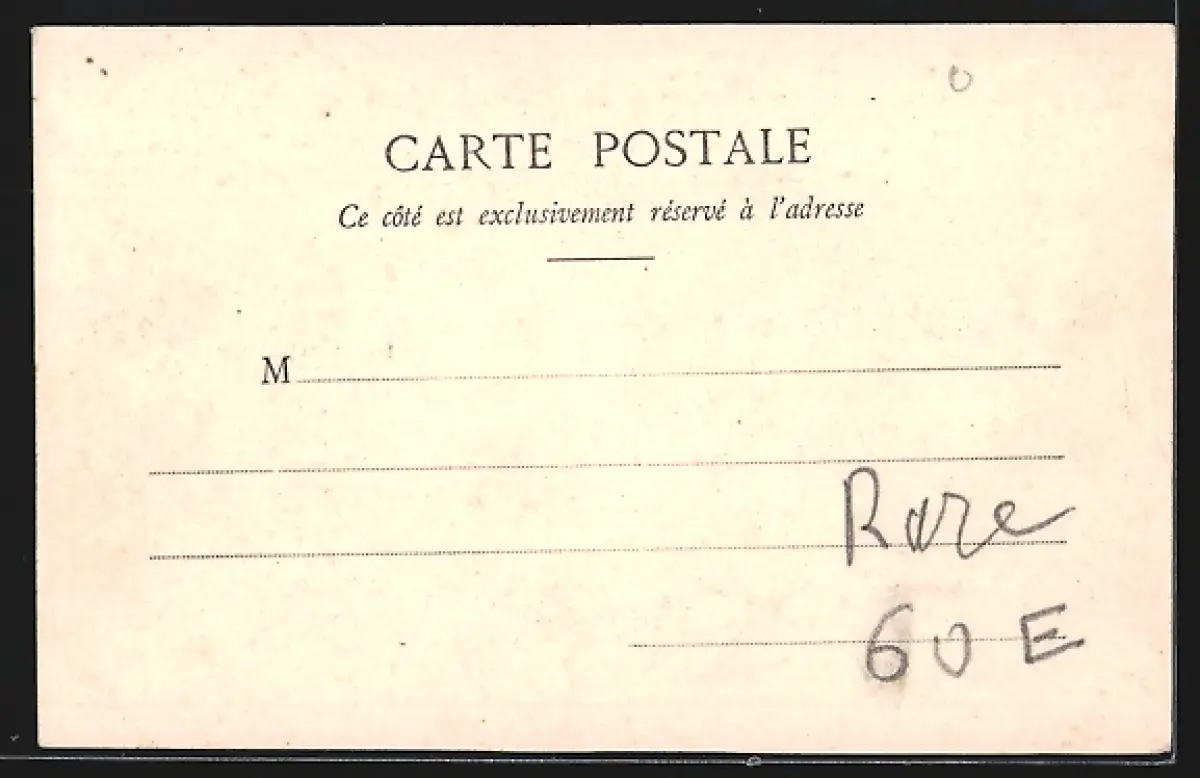 CARTE POSTALE
Ce côté est exclusivement réservé à l'adresse
M
Rare
60 E